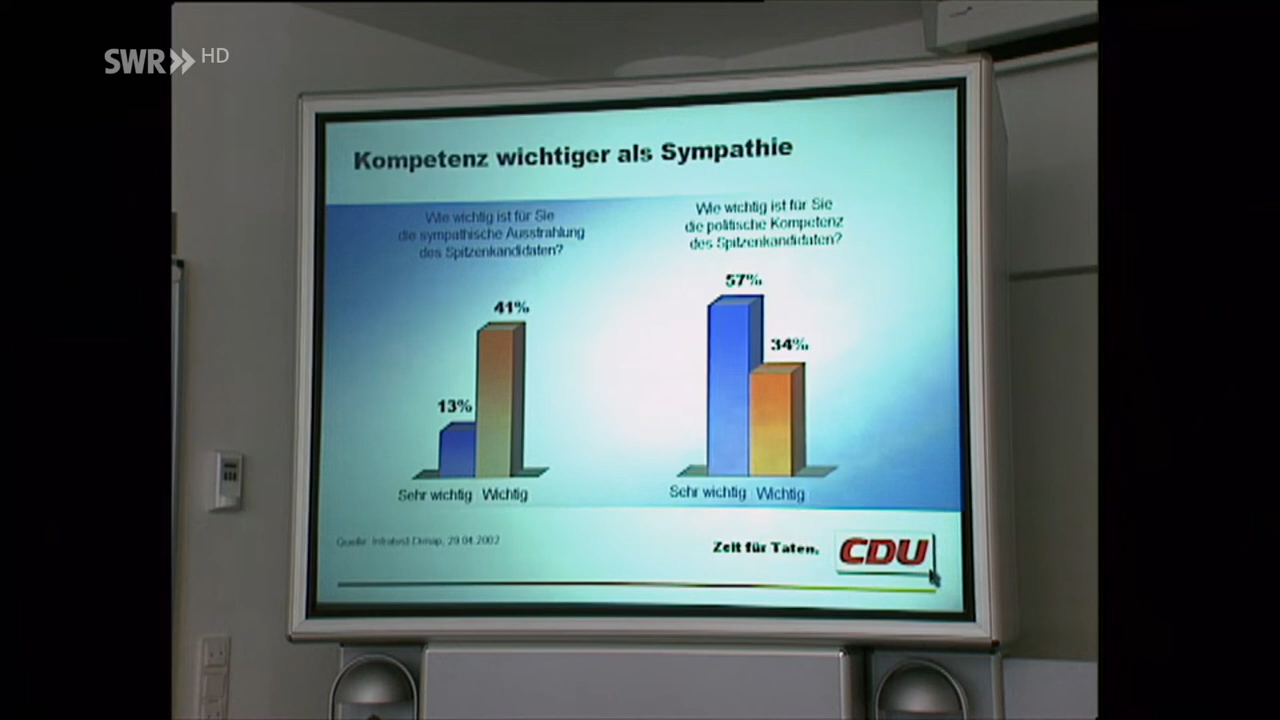 SWR HD
Kompetenz wichtiger als Sympathie
Wie wichtig ist für Sie
die sympathische Ausstrahlung
des Spitzenkandidaten?
41%
13%
Sehr wichtig Wichtig
Wie wichtig ist für Sie
die politische Kompetenz
des Spitzenkandidaten?
57%
34%
Sehr wichtig Wichtig
Quelle: Infratest-Dimap, 29.04.2002
Zeit für Taten.
CDU